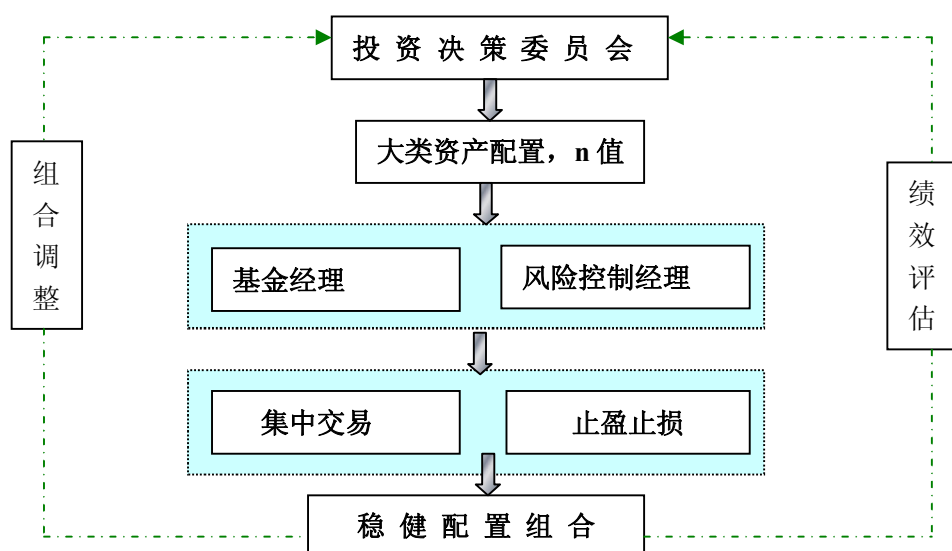 投资决策委员会
大类资产配置，n 值
组合调整
绩效评估
基金经理
风险控制经理
集中交易
止盈止损
稳健配置组合